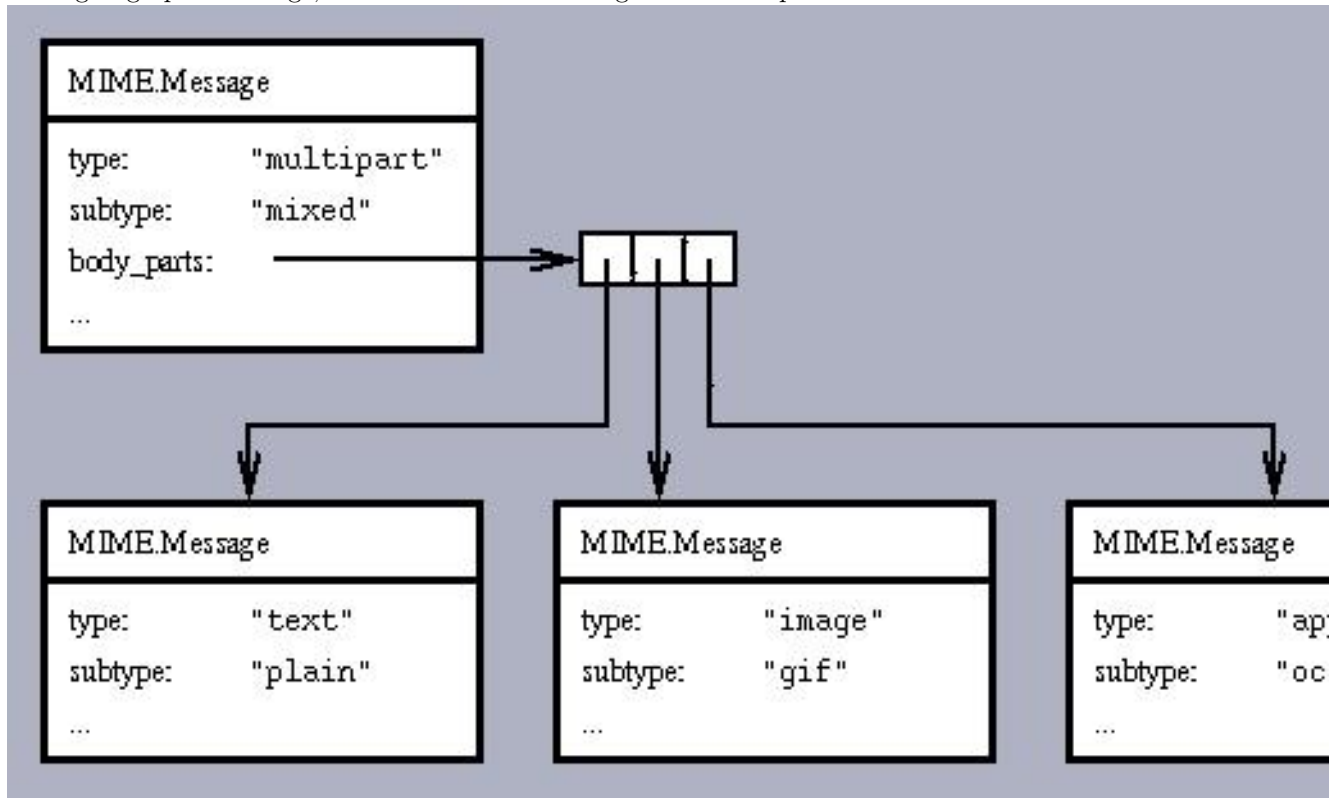 MIME.Message
type: "multipart"
subtype: "mixed"
body_parts:
...
MIME.Message
type: "text"
subtype: "plain"
...
MIME.Message
type: "image"
subtype: "gif"
...
MIME.Message
type:
subtype:
...